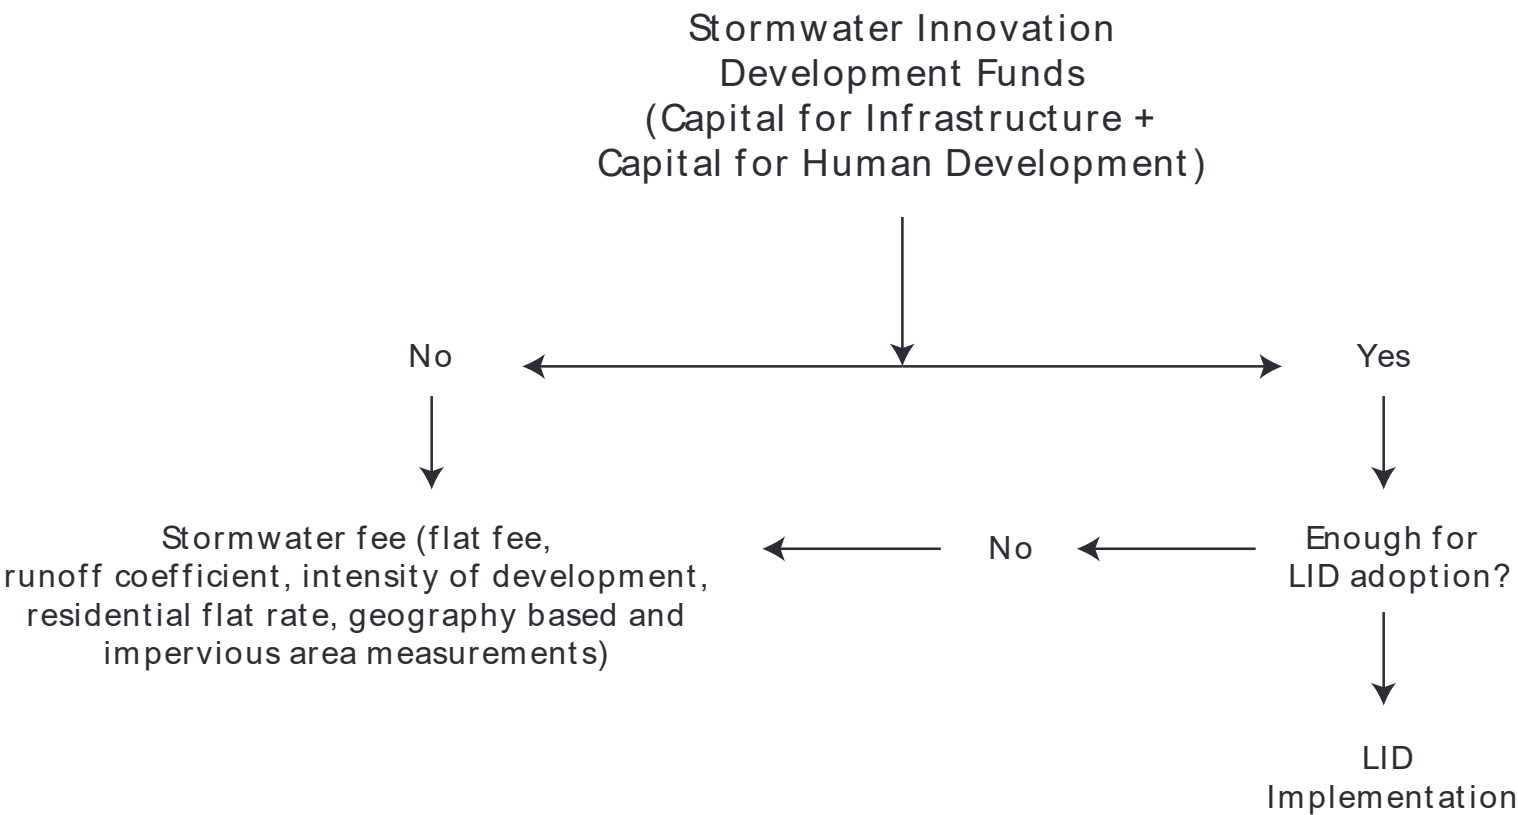 Stormwater Innovation
Development Funds
(Capital for Infrastructure +
Capital for Human Development)
No
Yes
Stormwater fee (flat fee,
runoff coefficient, intensity of development,
residential flat rate, geography based and
impervious area measurements)
No
Enough for
LID adoption?
LID
Implementation